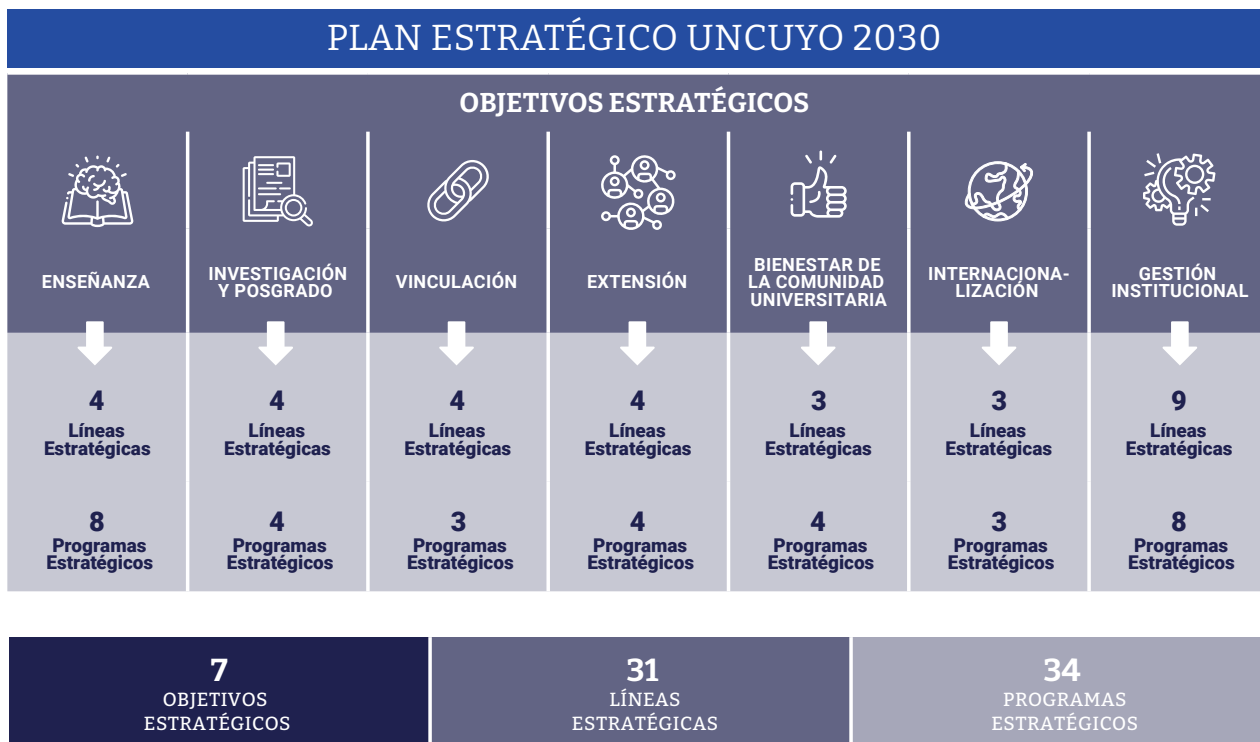 PLAN ESTRATÉGICO UNCUYO 2030
OBJETIVOS ESTRATÉGICOS
ENSEÑANZA
INVESTIGACIÓN
Y POSGRADO
VINCULACIÓN
EXTENSIÓN
BIENESTAR DE
LA COMUNIDAD
UNIVERSITARIA
INTERNACIONA-
LIZACIÓN
GESTIÓN
INSTITUCIONAL
4
Líneas
Estratégicas
8
Programas
Estratégicos
4
Líneas
Estratégicas
4
Programas
Estratégicos
4
Líneas
Estratégicas
3
Programas
Estratégicos
4
Líneas
Estratégicas
4
Programas
Estratégicos
3
Líneas
Estratégicas
4
Programas
Estratégicos
3
Líneas
Estratégicas
3
Programas
Estratégicos
9
Líneas
Estratégicas
8
Programas
Estratégicos
7
OBJETIVOS
ESTRATÉGICOS
31
LÍNEAS
ESTRATÉGICAS
34
PROGRAMAS
ESTRATÉGICOS